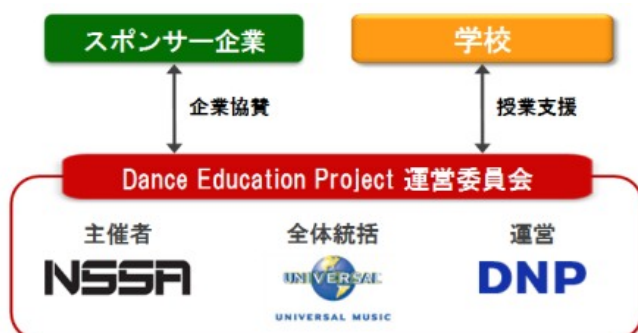 スポンサー企業
学校
企業協賛
授業支援
Dance Education Project 運営委員会
主催者
全体統括
運営
NSSA
UNIVERSAL
UNIVERSAL MUSIC
DNP